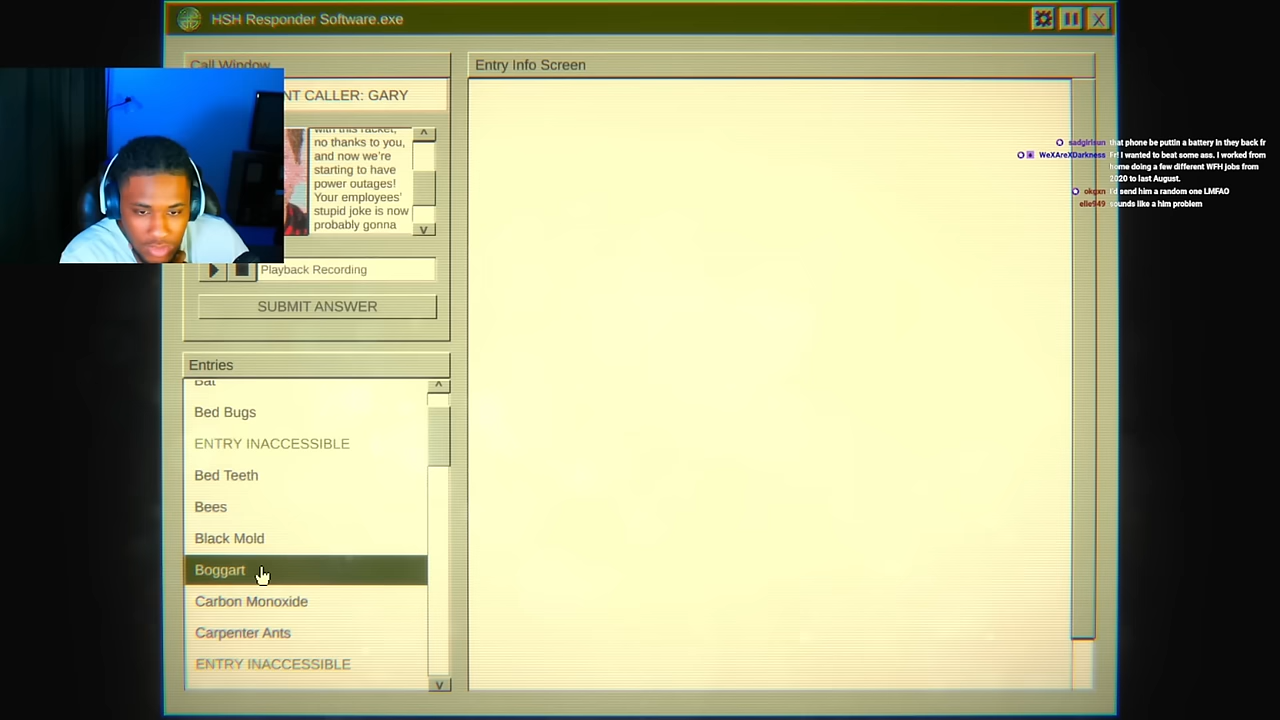 HSH Responder Software.exe
Call Window
Entry Info Screen
NT CALLER: GARY
with this racket,
no thanks to you,
and now we're
starting to have
power outages!
Your employees'
stupid joke is now
probably gonna
Playback Recording
SUBMIT ANSWER
Entries
Bat
Bed Bugs
ENTRY INACCESSIBLE
Bed Teeth
Bees
Black Mold
Boggart
Carbon Monoxide
Carpenter Ants
ENTRY INACCESSIBLE
sadgirlsun that phone be puttin a battery in they back fr
WeXAreXDarkness Fr! I wanted to beat some ass. I worked from
home doing a few different WFH jobs from
2020 to last August.
I'd send him a random one LMFAO
elle949 sounds like a him problem